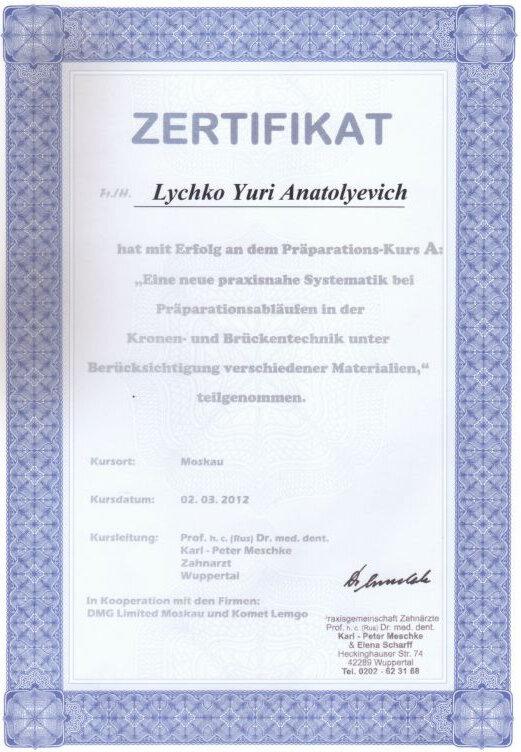 ZERTIFIKAT
Fr./H. Lychko Yuri Anatolyevich
hat mit Erfolg an dem Präparations-Kurs A:
„Eine neue praxisnahe Systematik bei
Präparationsabläufen in der
Kronen- und Brückentechnik unter
Berücksichtigung verschiedener Materialien,“
teilgenommen.
Kursort: Moskau
Kursdatum: 02. 03. 2012
Kursleitung: Prof. h. c. (Rus) Dr. med. dent.
Karl - Peter Meschke
Zahnarzt
Wuppertal
In Kooperation mit den Firmen:
DMG Limited Moskau und Komet Lemgo
Praxisgemeinschaft Zahnärzte
Prof. h. c. (Rus) Dr. med. dent.
Karl - Peter Meschke
& Elena Scharff
Heckinghauser Str. 74
42289 Wuppertal
Tel. 0202 - 62 31 68